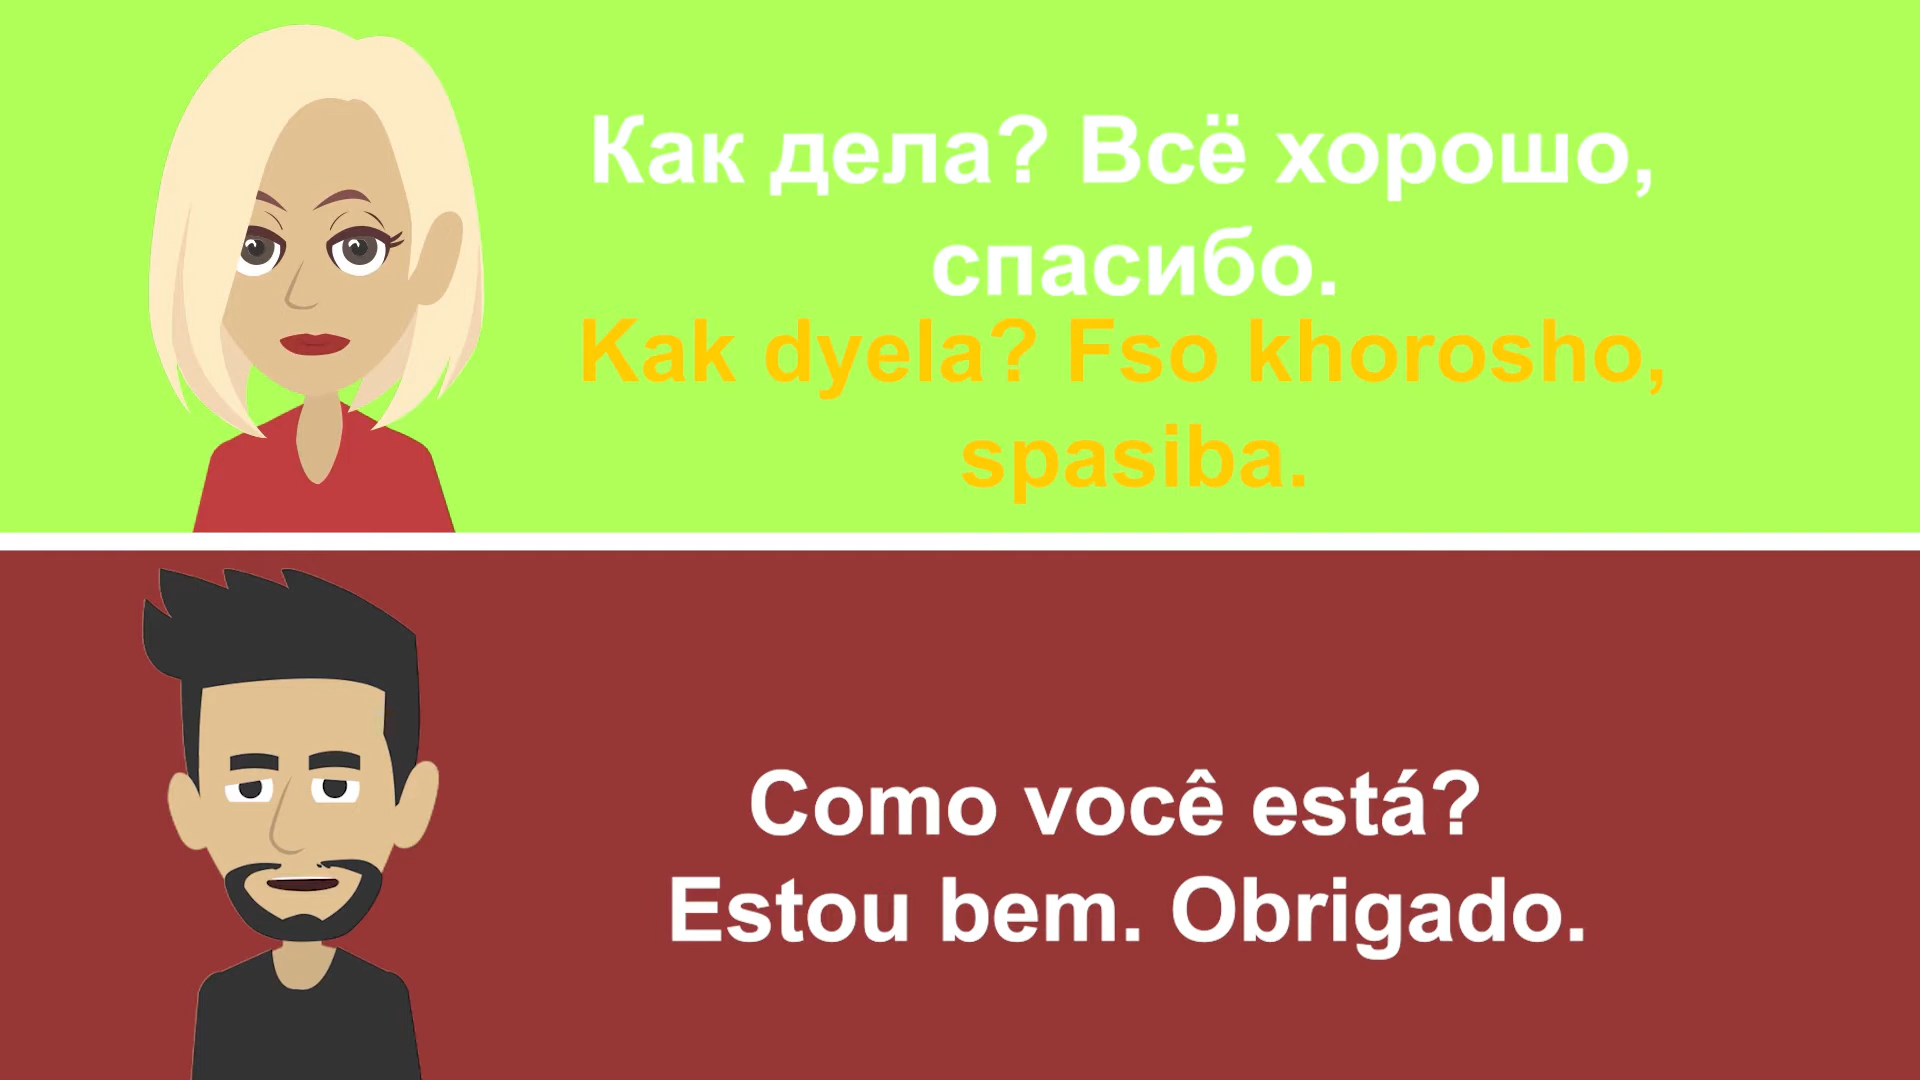 Как дела? Всё хорошо,
спасибо.
Kak dyela? Fso khorosho,
spasiba.
Como você está?
Estou bem. Obrigado.